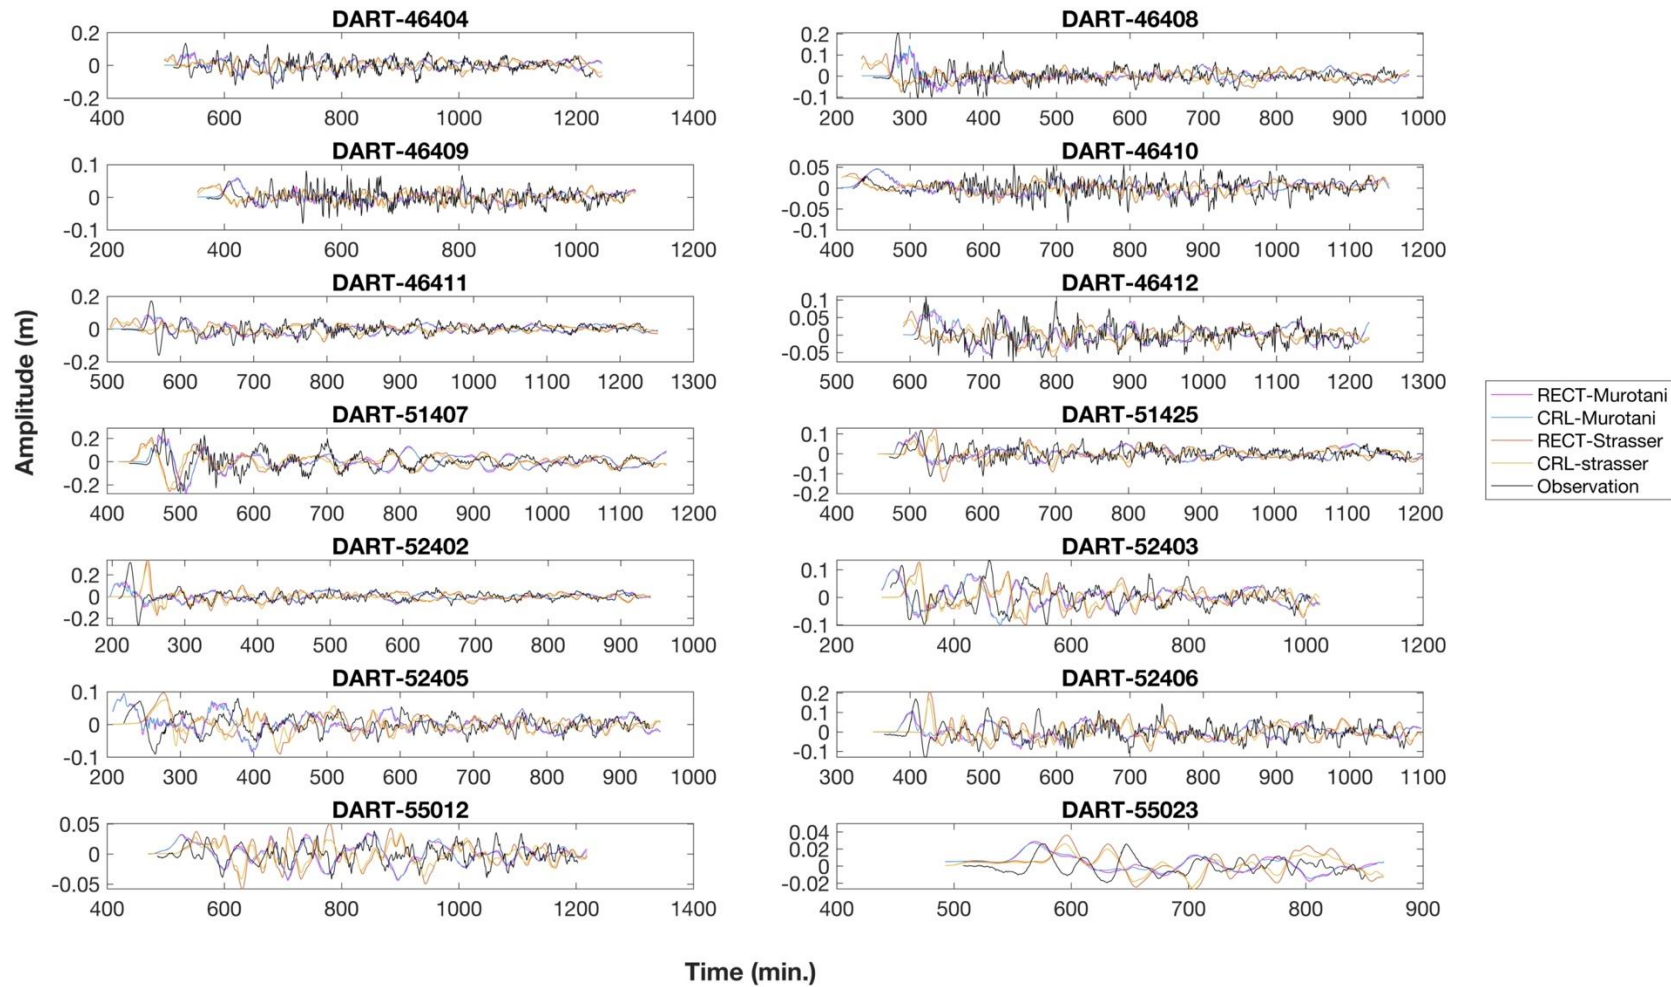 DART-46404
0.2
0
-0.2
400 600 800 1000 1200 1400
DART-46408
0.2
0.1
0
-0.1
200 300 400 500 600 700 800 900 1000
DART-46409
0.1
0
-0.1
200 400 600 800 1000 1200
DART-46410
0.05
0
-0.05
-0.1
400 500 600 700 800 900 1000 1100 1200
DART-46411
0.2
0
-0.2
500 600 700 800 900 1000 1100 1200 1300
DART-46412
0.1
0.05
0
-0.05
500 600 700 800 900 1000 1100 1200 1300
DART-51407
0.2
0
-0.2
400 500 600 700 800 900 1000 1100 1200
DART-51425
0.1
0
-0.1
-0.2
400 500 600 700 800 900 1000 1100 1200
DART-52402
0.2
0
-0.2
200 300 400 500 600 700 800 900 1000
DART-52403
0.1
0
-0.1
200 400 600 800 1000 1200
DART-52405
0.1
0
-0.1
200 300 400 500 600 700 800 900 1000
DART-52406
0.2
0.1
0
-0.1
300 400 500 600 700 800 900 1000 1100
DART-55012
0.05
0
-0.05
400 600 800 1000 1200 1400
DART-55023
0.04
0.02
0
-0.02
400 500 600 700 800 900
Amplitude (m)
Time (min.)
RECT-Murotani
CRL-Murotani
RECT-Strasser
CRL-strasser
Observation